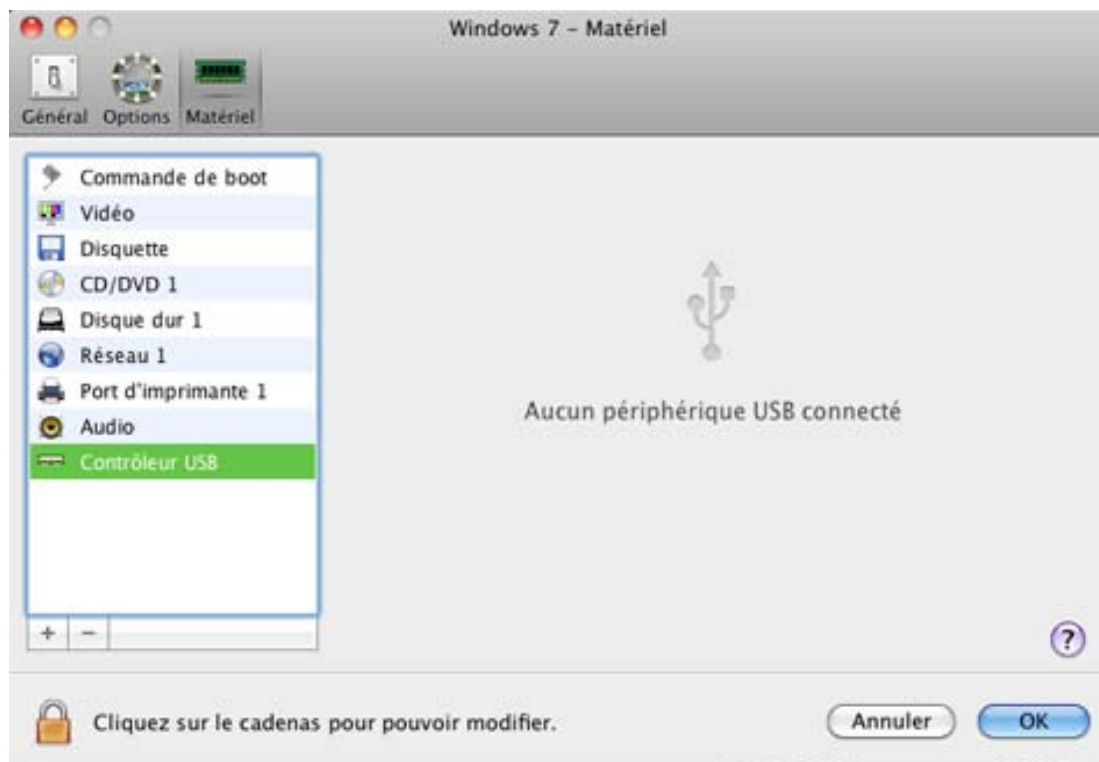 Windows 7 – Matériel
Général Options Matériel
Commande de boot
Vidéo
Disquette
CD/DVD 1
Disque dur 1
Réseau 1
Port d'imprimante 1
Audio
Contrôleur USB
Aucun périphérique USB connecté
+ −
?
Cliquez sur le cadenas pour pouvoir modifier.
Annuler OK